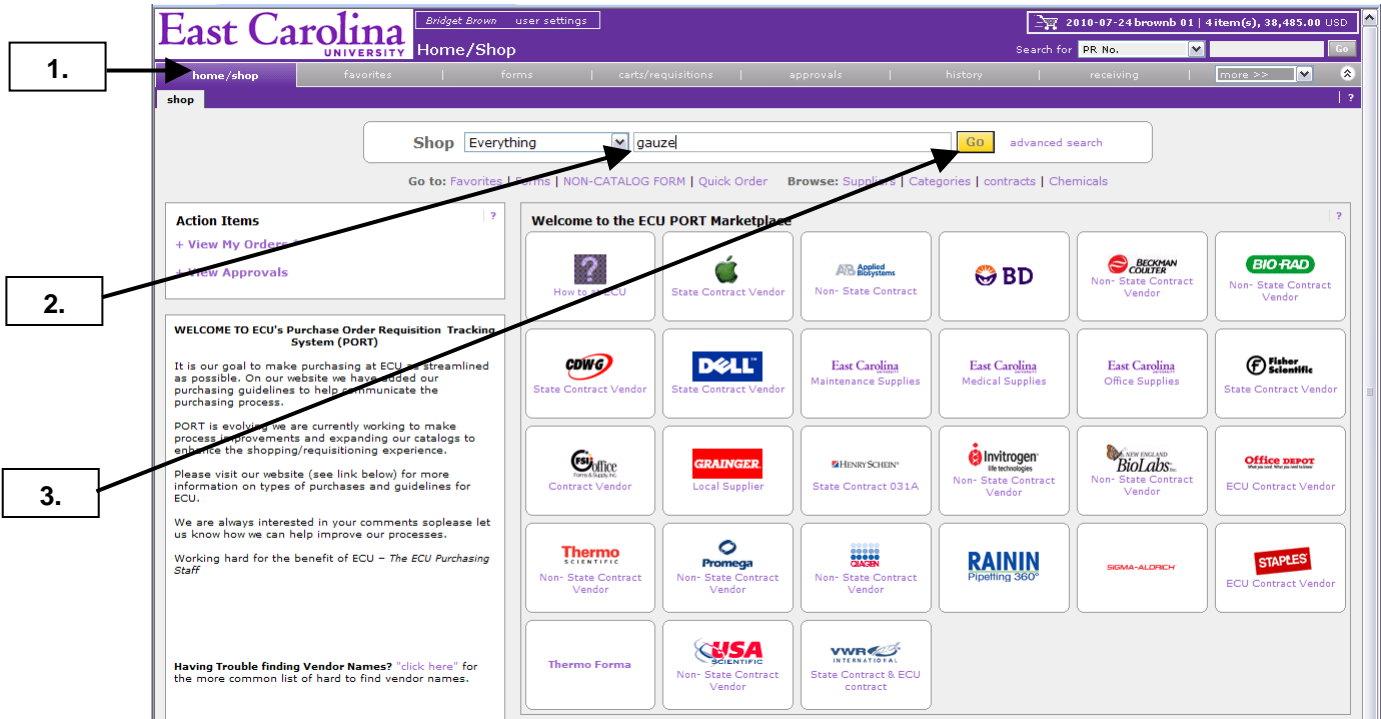 1.
2.
3.
East Carolina
UNIVERSITY
Bridget Brown user settings
2010-07-24 brownb 01 | 4 item(s), 38,485.00 USD
Home/Shop
Search for PR No. Go
home/shop favorites | forms | carts/requisitions | approvals | history | receiving | more >>
shop
| ?
Shop Everything gauze Go advanced search
Go to: Favorites | Forms | NON-CATALOG FORM | Quick Order Browse: Suppliers | Categories | contracts | Chemicals
Action Items ?
+ View My Orders
+ View Approvals
WELCOME TO ECU's Purchase Order Requisition Tracking
System (PORT)
It is our goal to make purchasing at ECU as streamlined
as possible. On our website we have added our
purchasing guidelines to help communicate the
purchasing process.
PORT is evolving we are currently working to make
process improvements and expanding our catalogs to
enhance the shopping/requisitioning experience.
Please visit our website (see link below) for more
information on types of purchases and guidelines for
ECU.
We are always interested in your comments soplease let
us know how we can help improve our processes.
Working hard for the benefit of ECU – The ECU Purchasing
Staff
Having Trouble finding Vendor Names? "click here" for
the more common list of hard to find vendor names.
Welcome to the ECU PORT Marketplace ?
?
How to at ECU
State Contract Vendor
AB Applied
Biosystems
Non- State Contract
BD
BECKMAN
COULTER
Non- State Contract
Vendor
BIO-RAD
Non- State Contract
Vendor
CDWG
State Contract Vendor
DELL
State Contract Vendor
East Carolina
UNIVERSITY
Maintenance Supplies
East Carolina
UNIVERSITY
Medical Supplies
East Carolina
UNIVERSITY
Office Supplies
Fisher
Scientific
State Contract Vendor
FSIoffice
Forms & Supply, Inc.
Contract Vendor
GRAINGER
Local Supplier
HENRY SCHEIN
State Contract 031A
Invitrogen
life technologies
Non- State Contract
Vendor
NEW ENGLAND
BioLabs Inc.
Non- State Contract
Vendor
Office DEPOT
What you need. What you need to know.
ECU Contract Vendor
Thermo
SCIENTIFIC
Non- State Contract
Vendor
Promega
Non- State Contract
Vendor
QIAGEN
Non- State Contract
Vendor
RAININ
Pipetting 360°
SIGMA-ALDRICH
STAPLES
ECU Contract Vendor
Thermo Forma
USA
SCIENTIFIC
Non- State Contract
Vendor
VWR
INTERNATIONAL
State Contract & ECU
contract